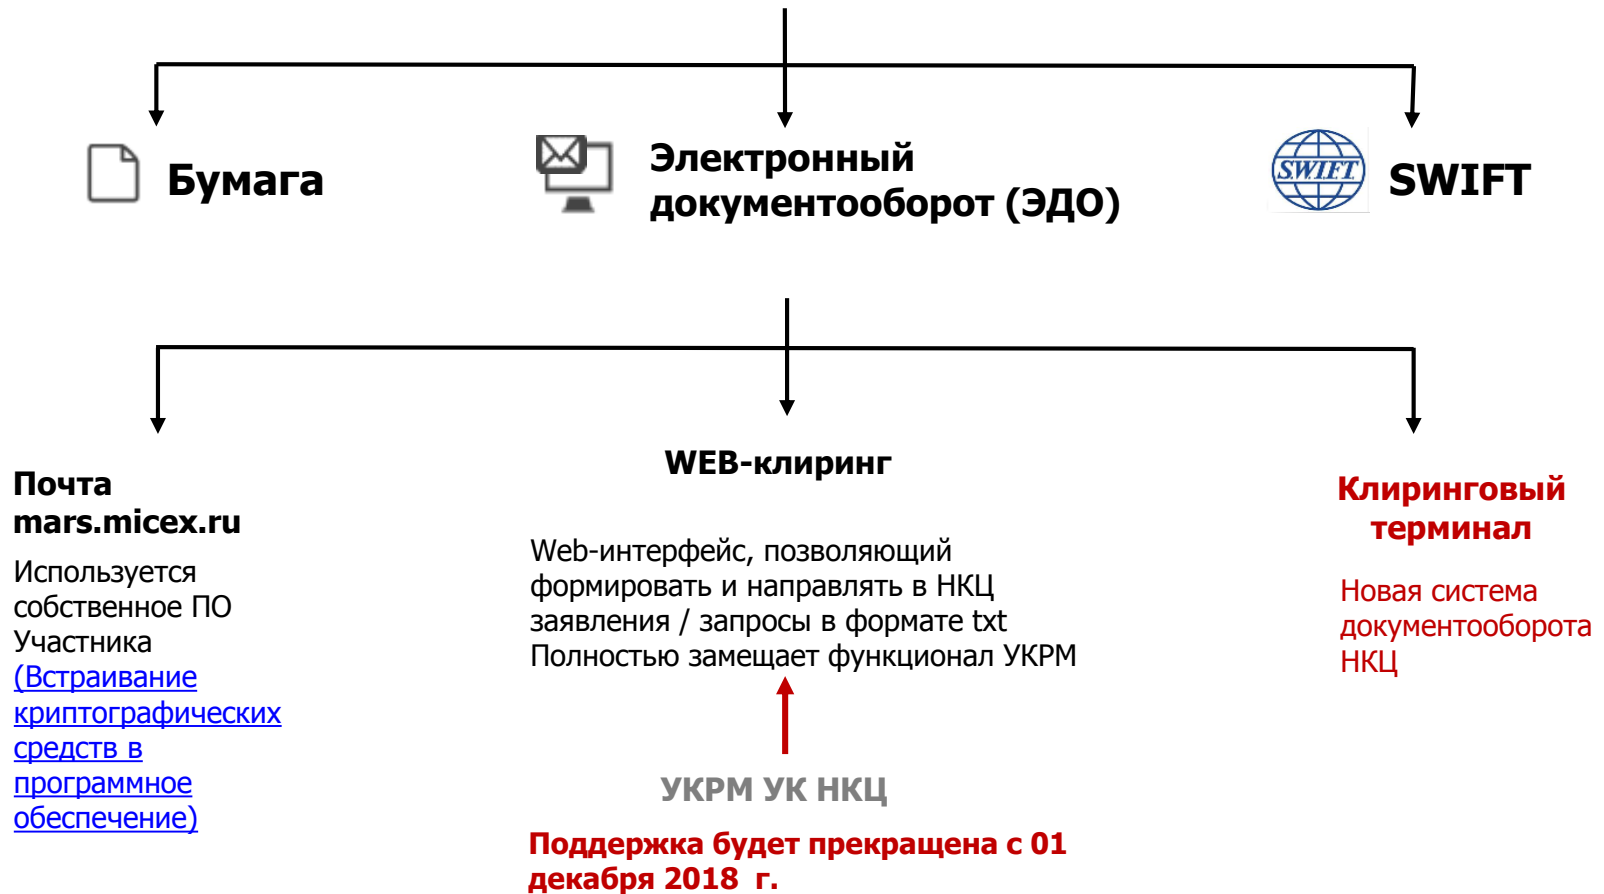 Бумага
Электронный
документооборот (ЭДО)
SWIFT
SWIFT
Почта
mars.micex.ru
Используется
собственное ПО
Участника
(Встраивание
криптографических
средств в
программное
обеспечение)
WEB-клиринг
Web-интерфейс, позволяющий
формировать и направлять в НКЦ
заявления / запросы в формате txt
Полностью замещает функционал УКРМ
УКРМ УК НКЦ
Поддержка будет прекращена с 01
декабря 2018 г.
Клиринговый
терминал
Новая система
документооборота
НКЦ